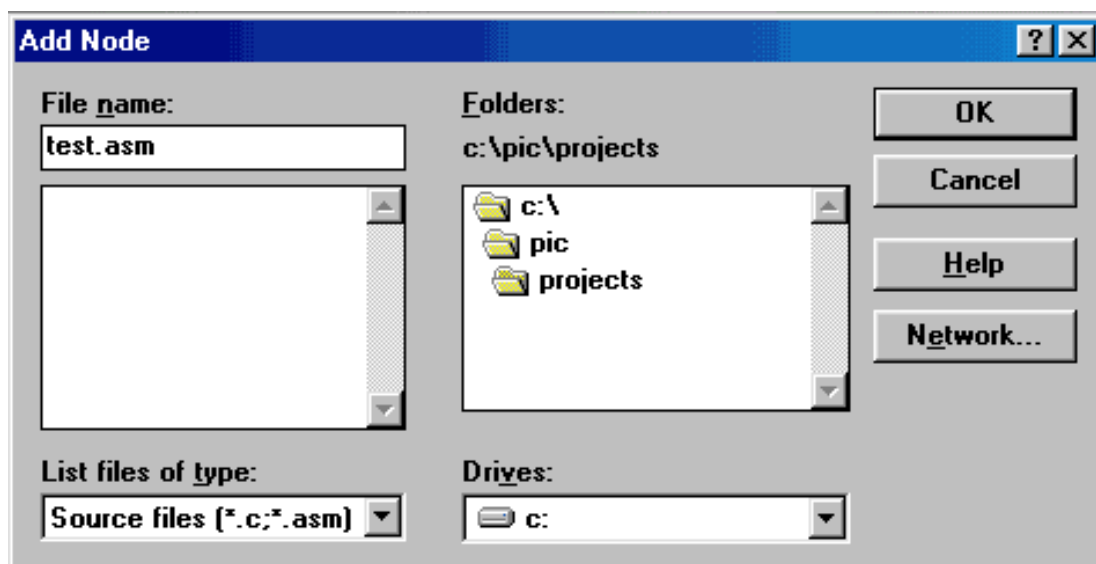 Add Node
File name:
test.asm
List files of type:
Source files (*.c;*.asm)
Folders:
c:\pic\projects
c:\
pic
projects
Drives:
c:
OK
Cancel
Help
Network...